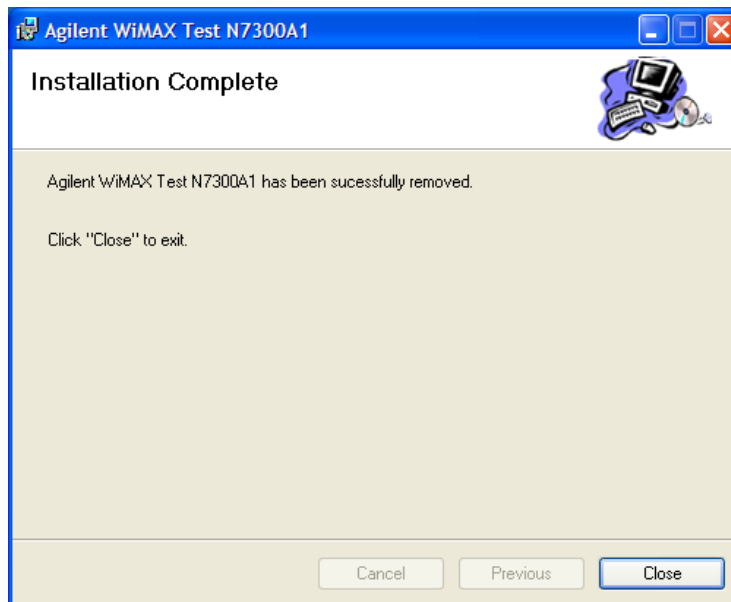 Agilent WiMAX Test N7300A1
Installation Complete
Agilent WiMAX Test N7300A1 has been sucessfully removed.
Click "Close" to exit.
Cancel
Previous
Close